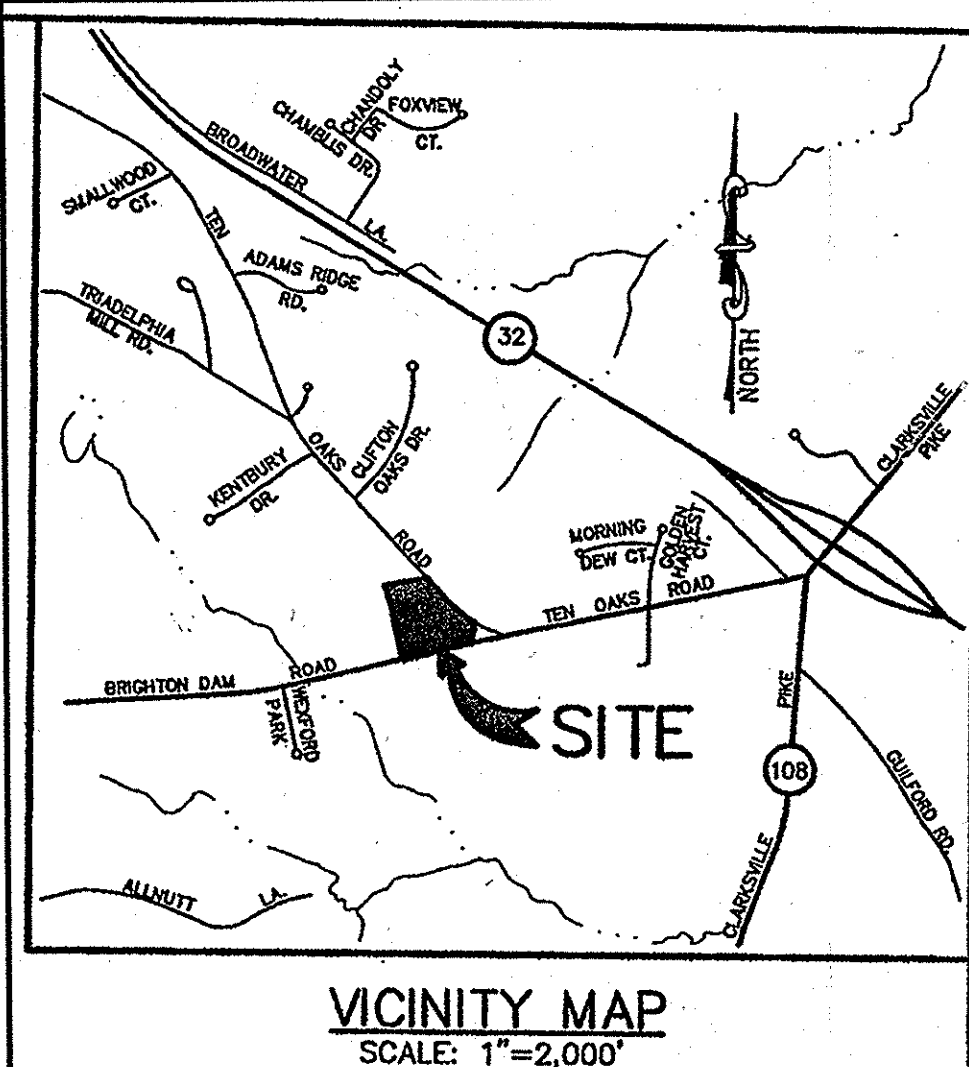 CHANDOLY
DR
FOXVIEW
CT.
CHAMBLIS DR.
BROADWATER
LA.
SMALLWOOD
CT.
TEN
OAKS
ROAD
ADAMS RIDGE
RD.
TRIADELPHIA
MILL RD.
32
NORTH
CLARKSVILLE
PIKE
CLIFTON
OAKS DR.
KENTBURY
DR.
MORNING
DEW CT.
GOLDEN
HARVEST
CT.
TEN OAKS ROAD
BRIGHTON DAM ROAD
WEXFORD
PARK
SITE
PIKE
108
CLARKSVILLE
GUILFORD RD.
ALLNUTT LA.
VICINITY MAP
SCALE: 1"=2,000'